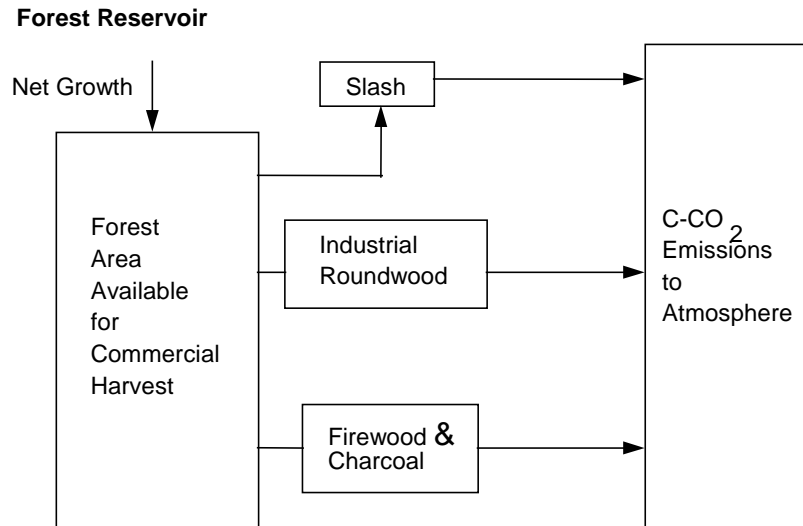 Forest Reservoir
Net Growth
Slash
Forest
Area
Available
for
Commercial
Harvest
Industrial
Roundwood
Firewood &
Charcoal
C-CO2
Emissions
to
Atmosphere